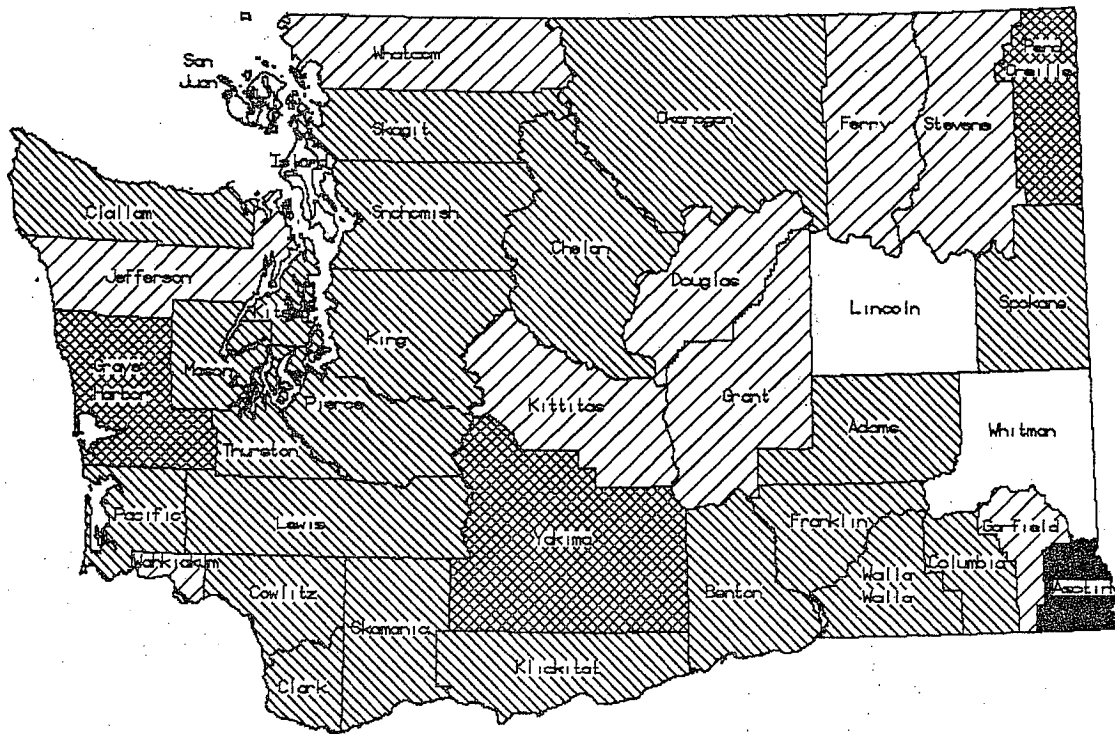 San
Juan
Whatcom
Pend
Oreille
Okanogan
Ferry
Stevens
Skagit
Island
Snohomish
Clallam
Chelan
Jefferson
Douglas
Lincoln
Spokane
Kitsap
King
Grays
Harbor
Mason
Pierce
Kittitas
Grant
Adams
Whitman
Thurston
Pacific
Lewis
Yakima
Franklin
Garfield
Wahkiakum
Columbia
Walla
Walla
Cowlitz
Benton
Asotin
Skamania
Klickitat
Clark